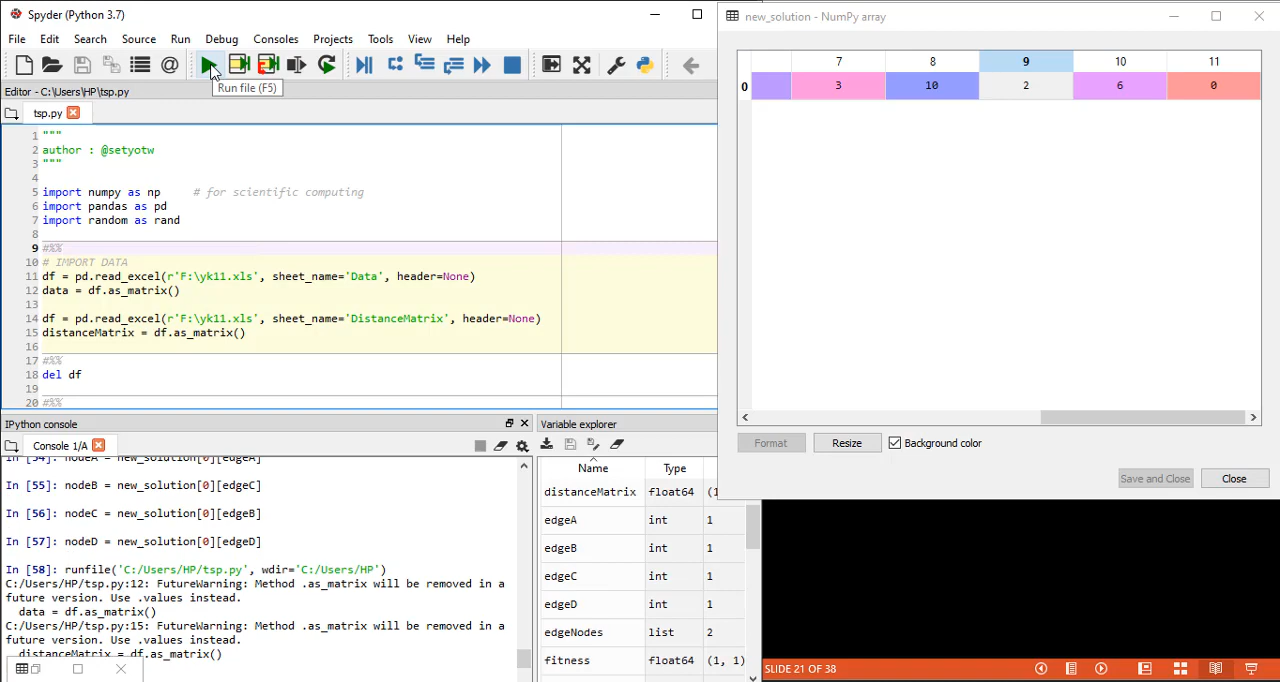 Spyder (Python 3.7)
File Edit Search Source Run Debug Consoles Projects Tools View Help
Run file (F5)
Editor - C:\Users\HP\tsp.py
tsp.py
1 """
2 author : @setyotw
3 """
4
5 import numpy as np # for scientific computing
6 import pandas as pd
7 import random as rand
8
9 #%%
10 # IMPORT DATA
11 df = pd.read_excel(r'F:\yk11.xls', sheet_name='Data', header=None)
12 data = df.as_matrix()
13
14 df = pd.read_excel(r'F:\yk11.xls', sheet_name='DistanceMatrix', header=None)
15 distanceMatrix = df.as_matrix()
16
17 #%%
18 del df
19
20 #%%
IPython console
Console 1/A
In [54]: nodeA = new_solution[0][edgeA]
In [55]: nodeB = new_solution[0][edgeC]
In [56]: nodeC = new_solution[0][edgeB]
In [57]: nodeD = new_solution[0][edgeD]
In [58]: runfile('C:/Users/HP/tsp.py', wdir='C:/Users/HP')
C:/Users/HP/tsp.py:12: FutureWarning: Method .as_matrix will be removed in a
future version. Use .values instead.
data = df.as_matrix()
C:/Users/HP/tsp.py:15: FutureWarning: Method .as_matrix will be removed in a
future version. Use .values instead.
distanceMatrix = df.as_matrix()
Variable explorer
Name Type
distanceMatrix float64 (1
edgeA int 1
edgeB int 1
edgeC int 1
edgeD int 1
edgeNodes list 2
fitness float64 (1, 1)
new_solution - NumPy array
7 8 9 10 11
0 3 10 2 6 0
Format Resize Background color
Save and Close Close
SLIDE 21 OF 38